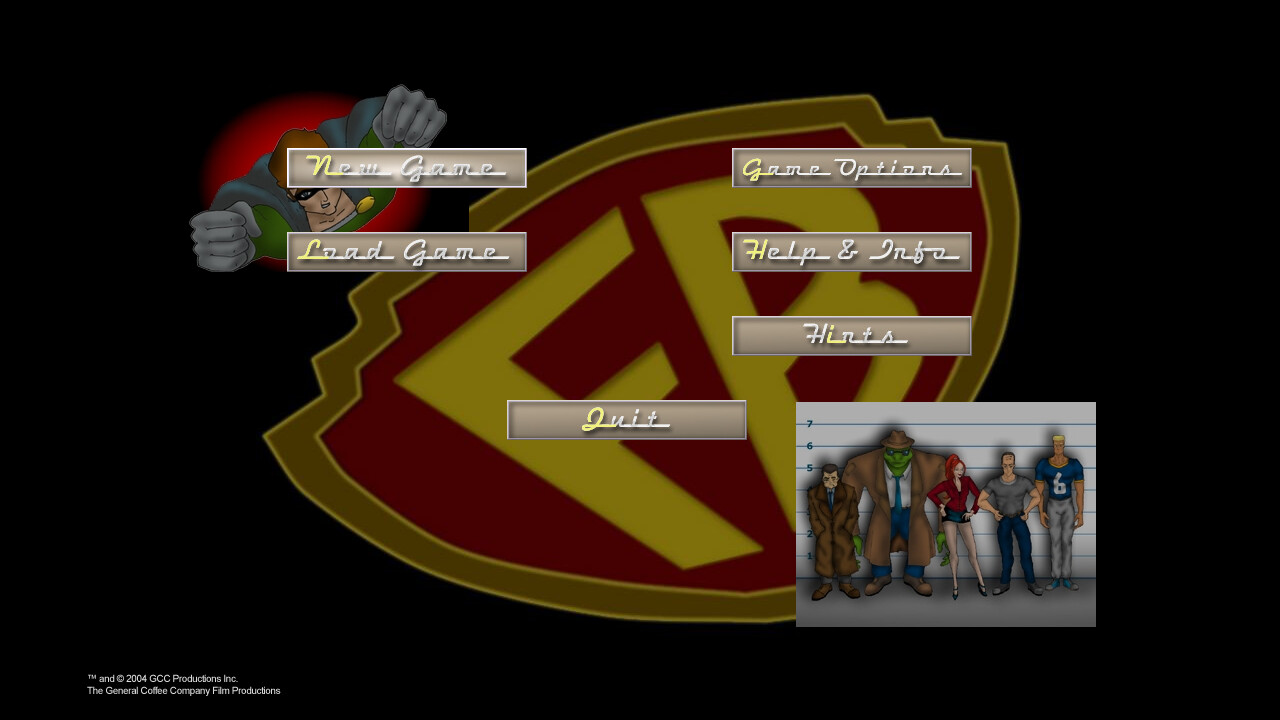 New Game
Game Options
Load Game
Help & Info
Hints
Quit
FB
7
6
5
2
1
6
™ and © 2004 GCC Productions Inc.
The General Coffee Company Film Productions